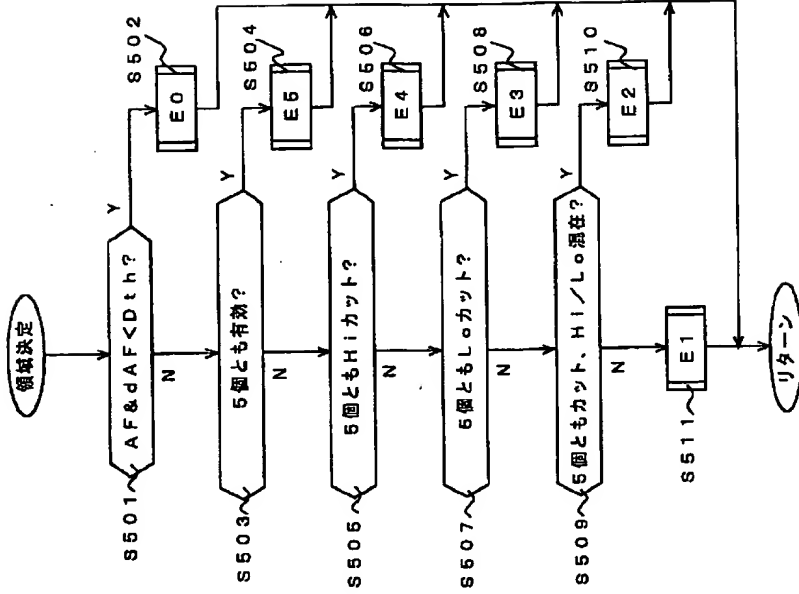 領域決定
S501
AF&dAF<Dth?
Y
S502
E0
N
S503
5個とも有効?
Y
S504
E5
N
S505
5個ともHiカット?
Y
S506
E4
N
S507
5個ともLoカット?
Y
S508
E3
N
S509
5個ともカット、Hi/Lo混在?
Y
S510
E2
N
S511
E1
リターン